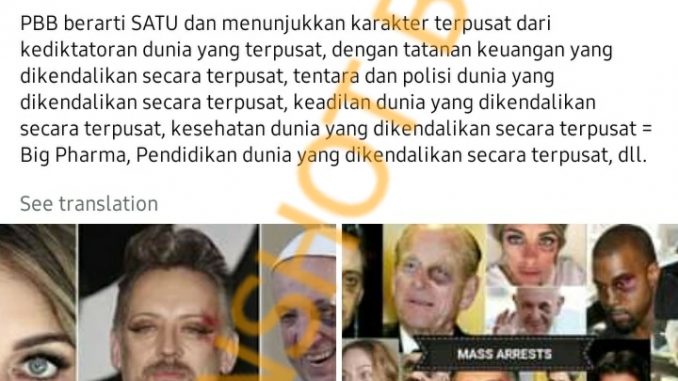 PBB berarti SATU dan menunjukkan karakter terpusat dari
kediktatoran dunia yang terpusat, dengan tatanan keuangan yang
dikendalikan secara terpusat, tentara dan polisi dunia yang
dikendalikan secara terpusat, keadilan dunia yang dikendalikan
secara terpusat, kesehatan dunia yang dikendalikan secara terpusat =
Big Pharma, Pendidikan dunia yang dikendalikan secara terpusat, dll.
See translation
MASS ARRESTS